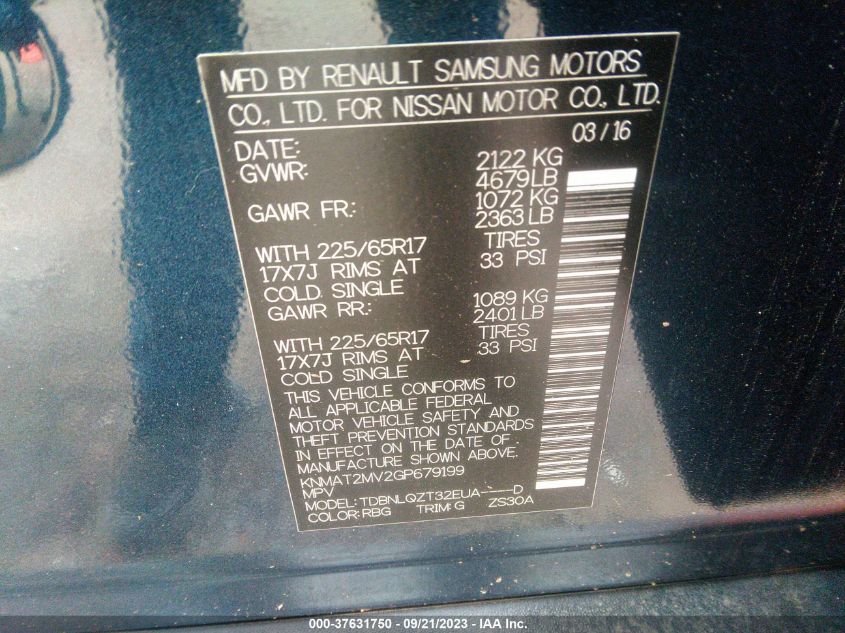 MFD BY RENAULT SAMSUNG MOTORS
CO., LTD. FOR NISSAN MOTOR CO., LTD.
DATE: 03/16
GVWR: 2122 KG
4679 LB
GAWR FR: 1072 KG
2363 LB
WITH 225/65R17 TIRES
17X7J RIMS AT 33 PSI
COLD SINGLE
GAWR RR: 1089 KG
2401 LB
WITH 225/65R17 TIRES
17X7J RIMS AT 33 PSI
COLD SINGLE
THIS VEHICLE CONFORMS TO
ALL APPLICABLE FEDERAL
MOTOR VEHICLE SAFETY AND
THEFT PREVENTION STANDARDS
IN EFFECT ON THE DATE OF
MANUFACTURE SHOWN ABOVE.
KNMAT2MV2GP679199
MPV
MODEL: TDBNLQZT32EUA----D
COLOR:RBG TRIM:G ZS30A
000-37631750 - 09/21/2023 - IAA Inc.